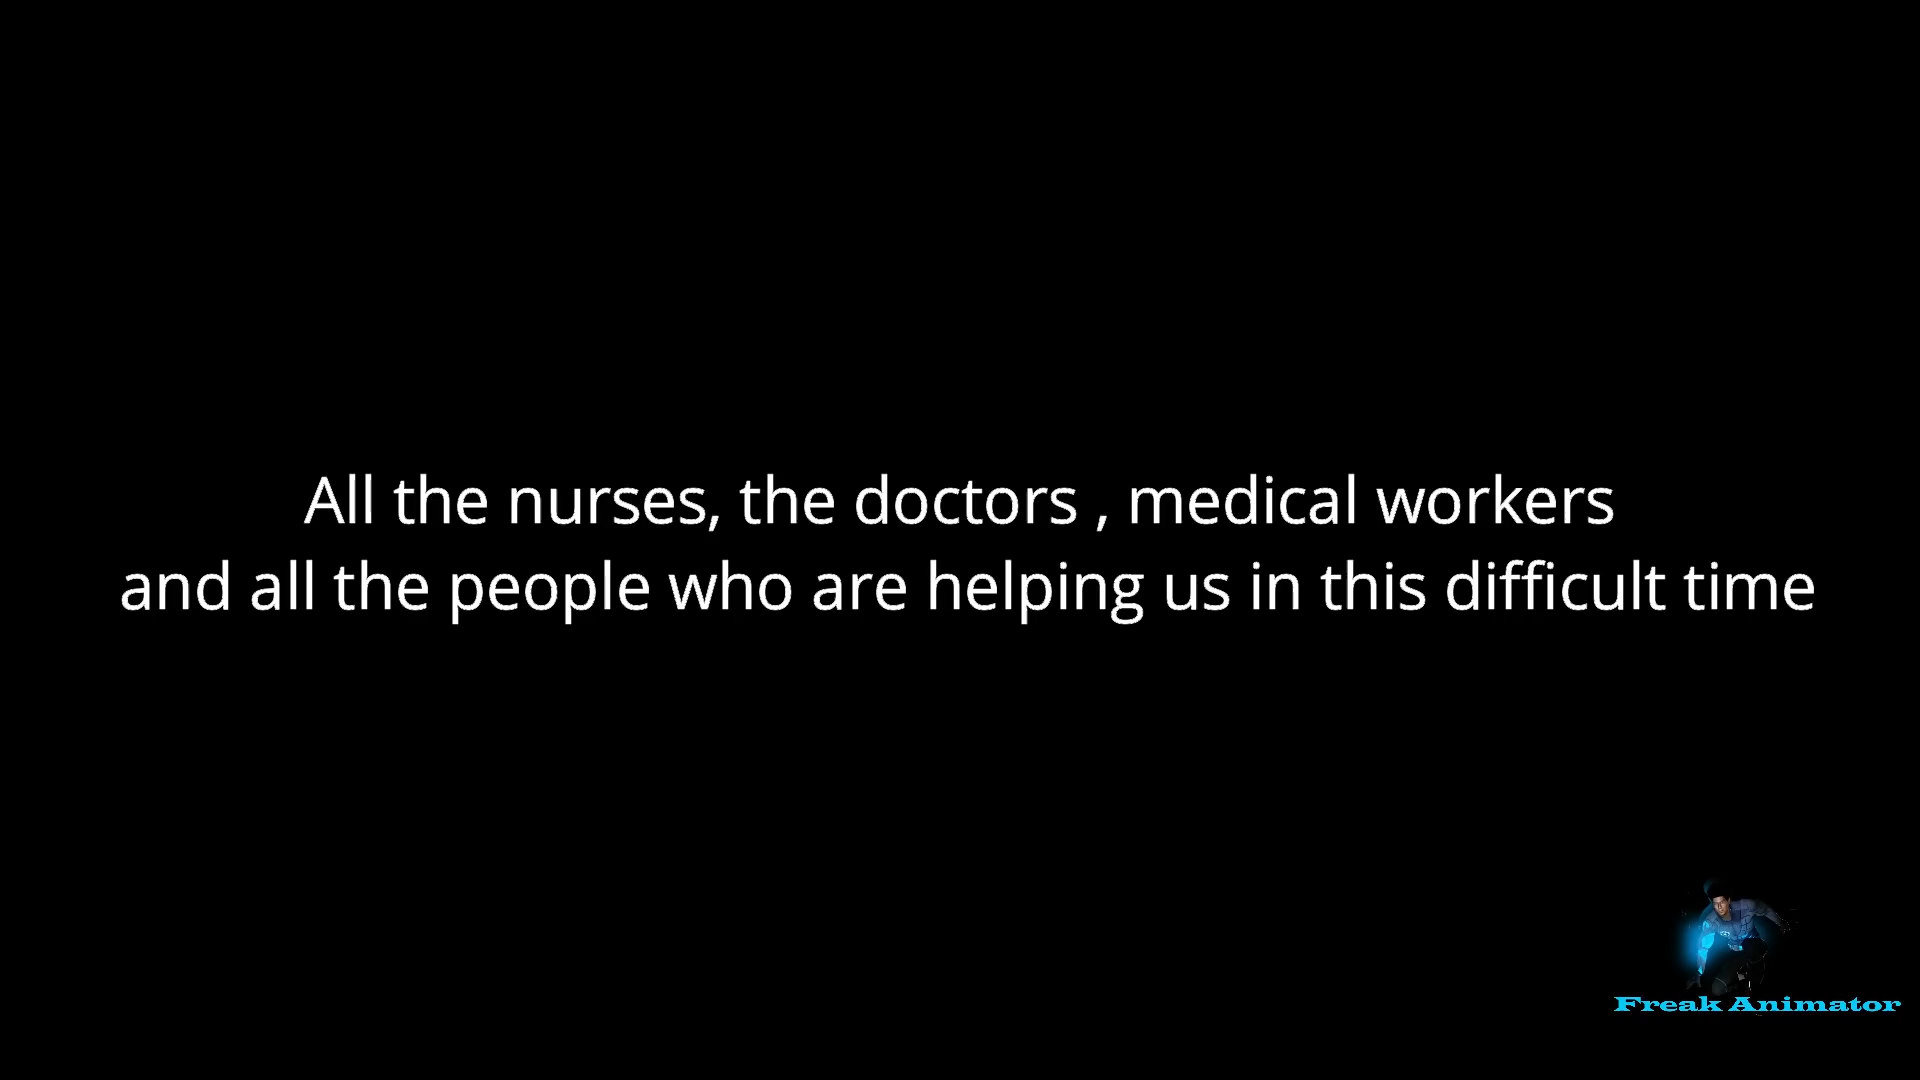 All the nurses, the doctors , medical workers
and all the people who are helping us in this difficult time
Freak Animator